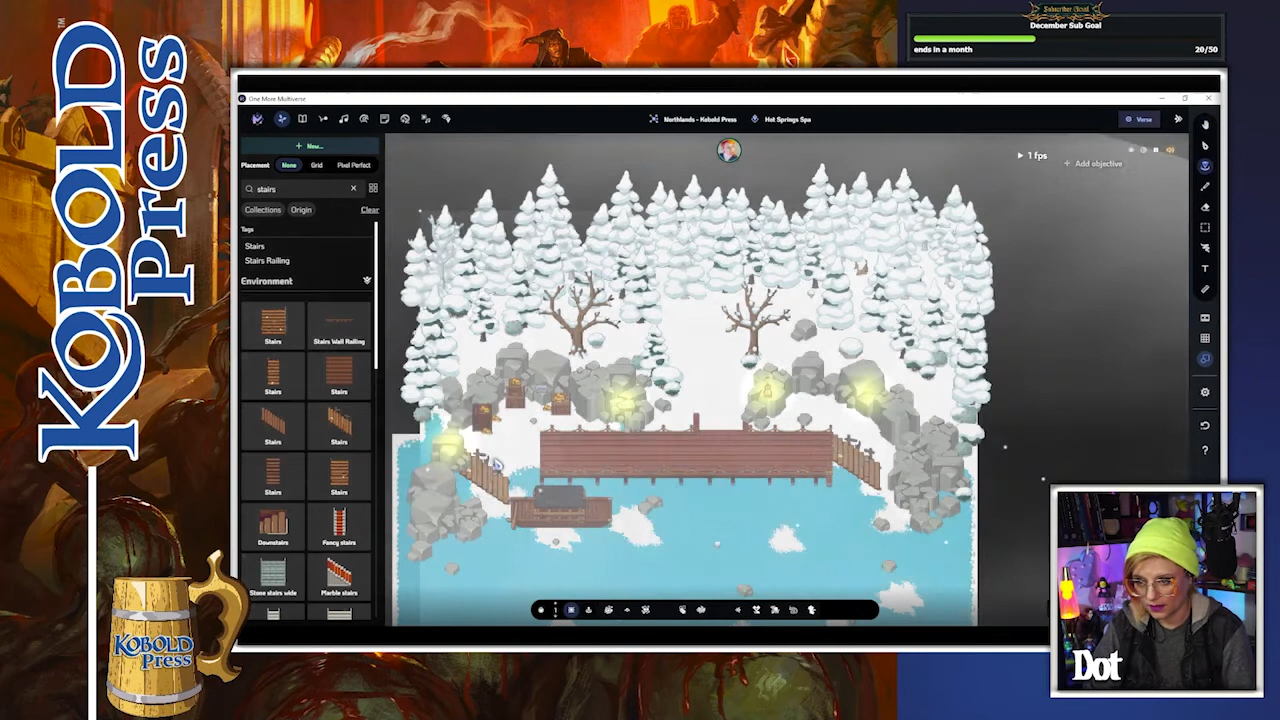 KOBOLD
Press
™
Subscriber Goal
December Sub Goal
ends in a month
20/50
One More Multiverse
Northlands - Kobold Press
Hot Springs Spa
Verse
+ New...
Placement
None
Grid
Pixel Perfect
stairs
Collections
Origin
Clear
Tags
Stairs
Stairs Railing
Environment
Stairs
Stairs Wall Railing
Stairs
Stairs
Stairs
Stairs
Stairs
Stairs
Downstairs
Fancy stairs
Stone stairs wide
Marble stairs
1 fps
+ Add objective
KOBOLD
Press
Dot